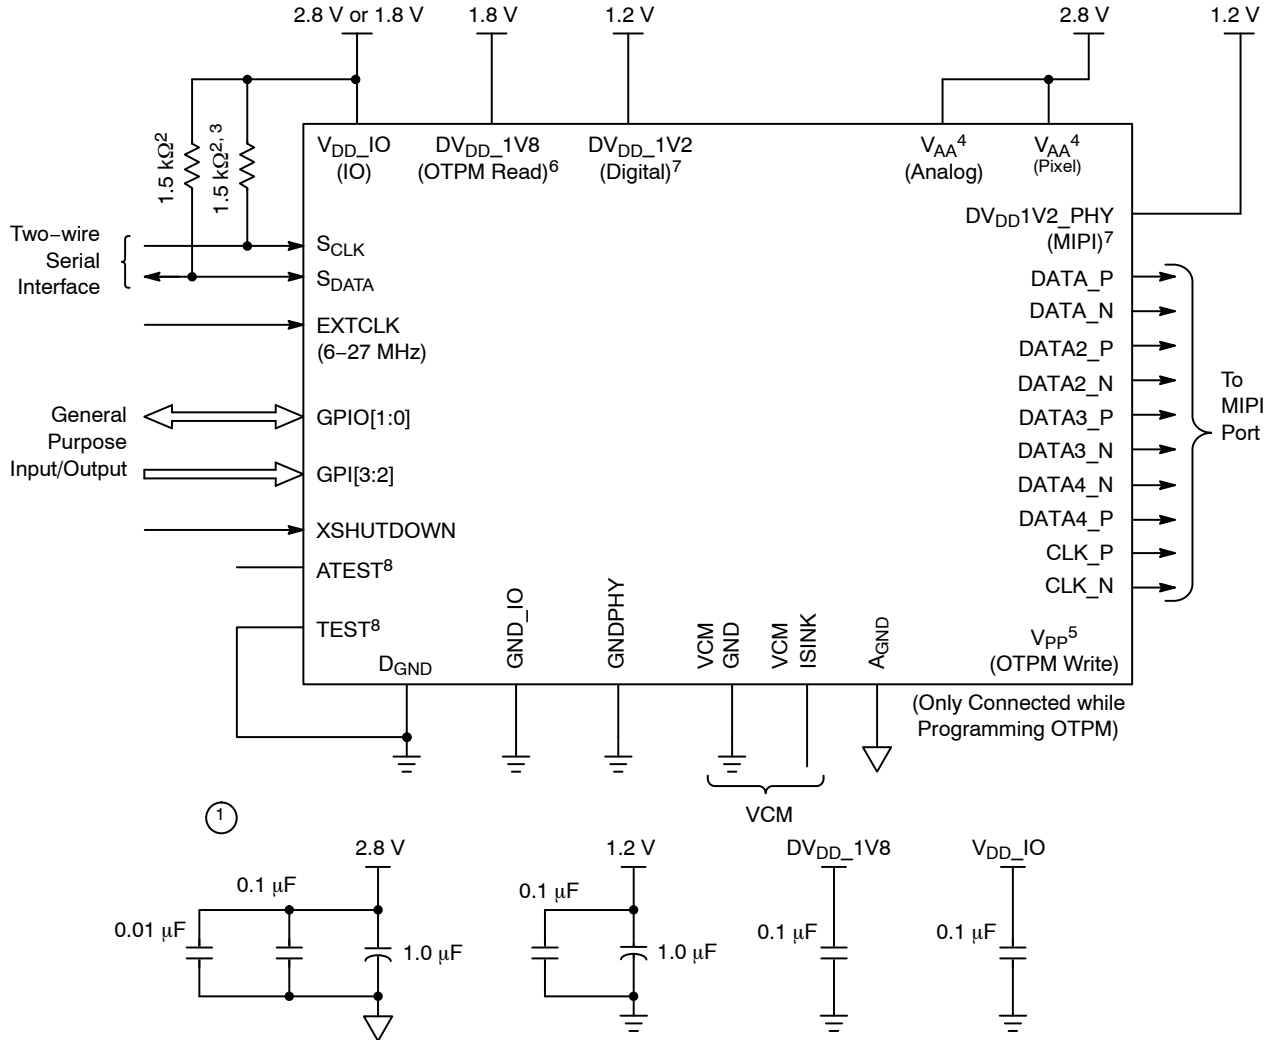 2.8 V or 1.8 V
1.8 V
1.2 V
2.8 V
1.2 V
1.5 kΩ2
1.5 kΩ2, 3
VDD_IO
(IO)
DVDD_1V8
(OTPM Read)6
DVDD_1V2
(Digital)7
VAA4
(Analog)
VAA4
(Pixel)
DVDD1V2_PHY
(MIPI)7
Two−wire
Serial
Interface
SCLK
SDATA
EXTCLK
(6−27 MHz)
General
Purpose
Input/Output
GPIO[1:0]
GPI[3:2]
XSHUTDOWN
ATEST8
TEST8
DATA_P
DATA_N
DATA2_P
DATA2_N
DATA3_P
DATA3_N
DATA4_N
DATA4_P
CLK_P
CLK_N
To
MIPI
Port
DGND
GND_IO
GNDPHY
VCM
GND
VCM
ISINK
AGND
VPP5
(OTPM Write)
(Only Connected while
Programming OTPM)
VCM
1
2.8 V
0.1 μF
0.01 μF
1.0 μF
1.2 V
0.1 μF
1.0 μF
DVDD_1V8
0.1 μF
VDD_IO
0.1 μF